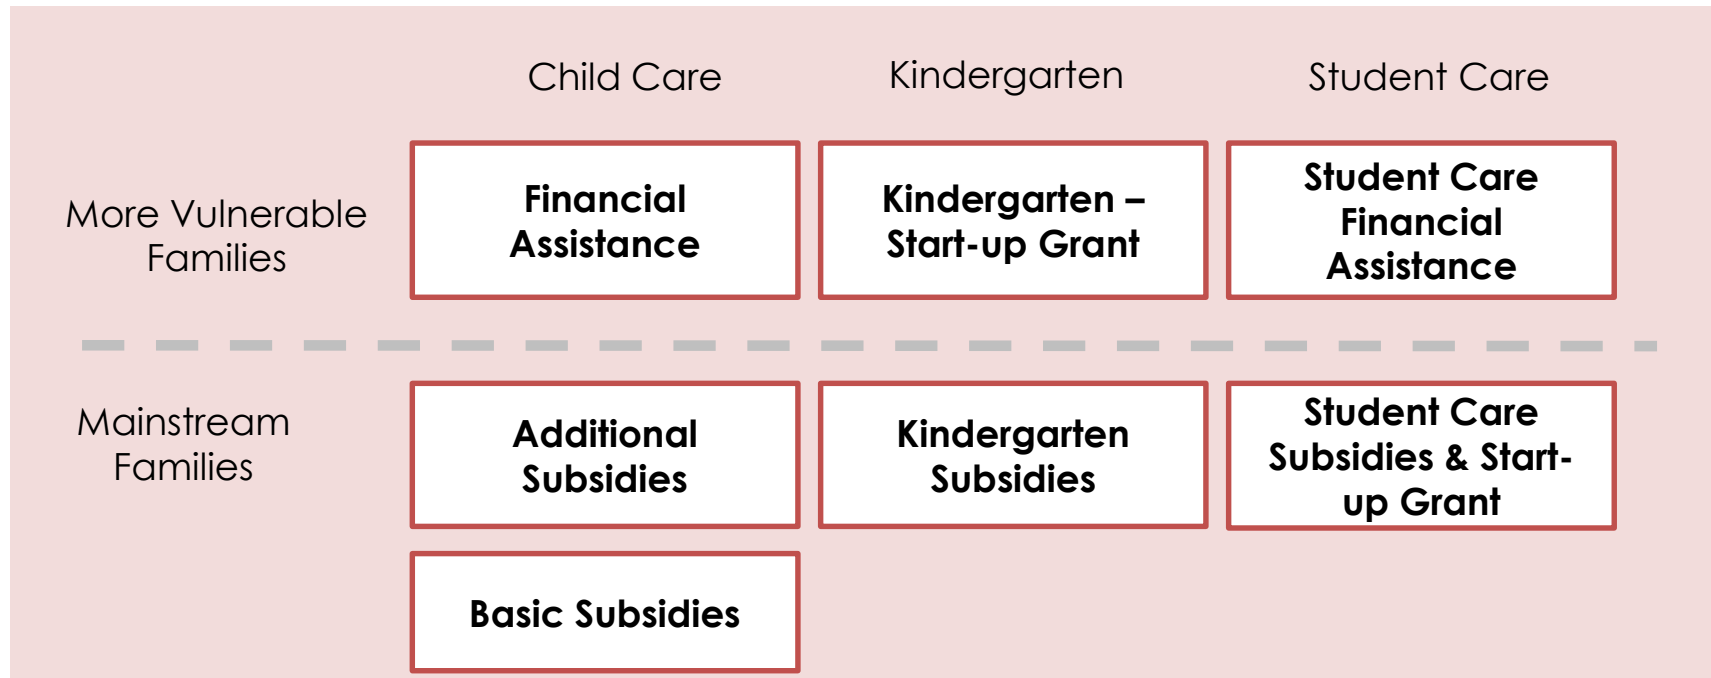 Child Care
Kindergarten
Student Care
More Vulnerable
Families
Financial
Assistance
Kindergarten –
Start-up Grant
Student Care
Financial
Assistance
Mainstream
Families
Additional
Subsidies
Kindergarten
Subsidies
Student Care
Subsidies & Start-
up Grant
Basic Subsidies